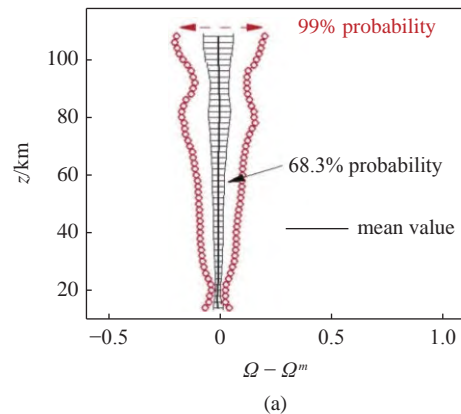 99% probability
100
80
z/km
68.3% probability
60
40
mean value
20
−0.5
0
0.5
1.0
Ω − Ωᵐ
(a)